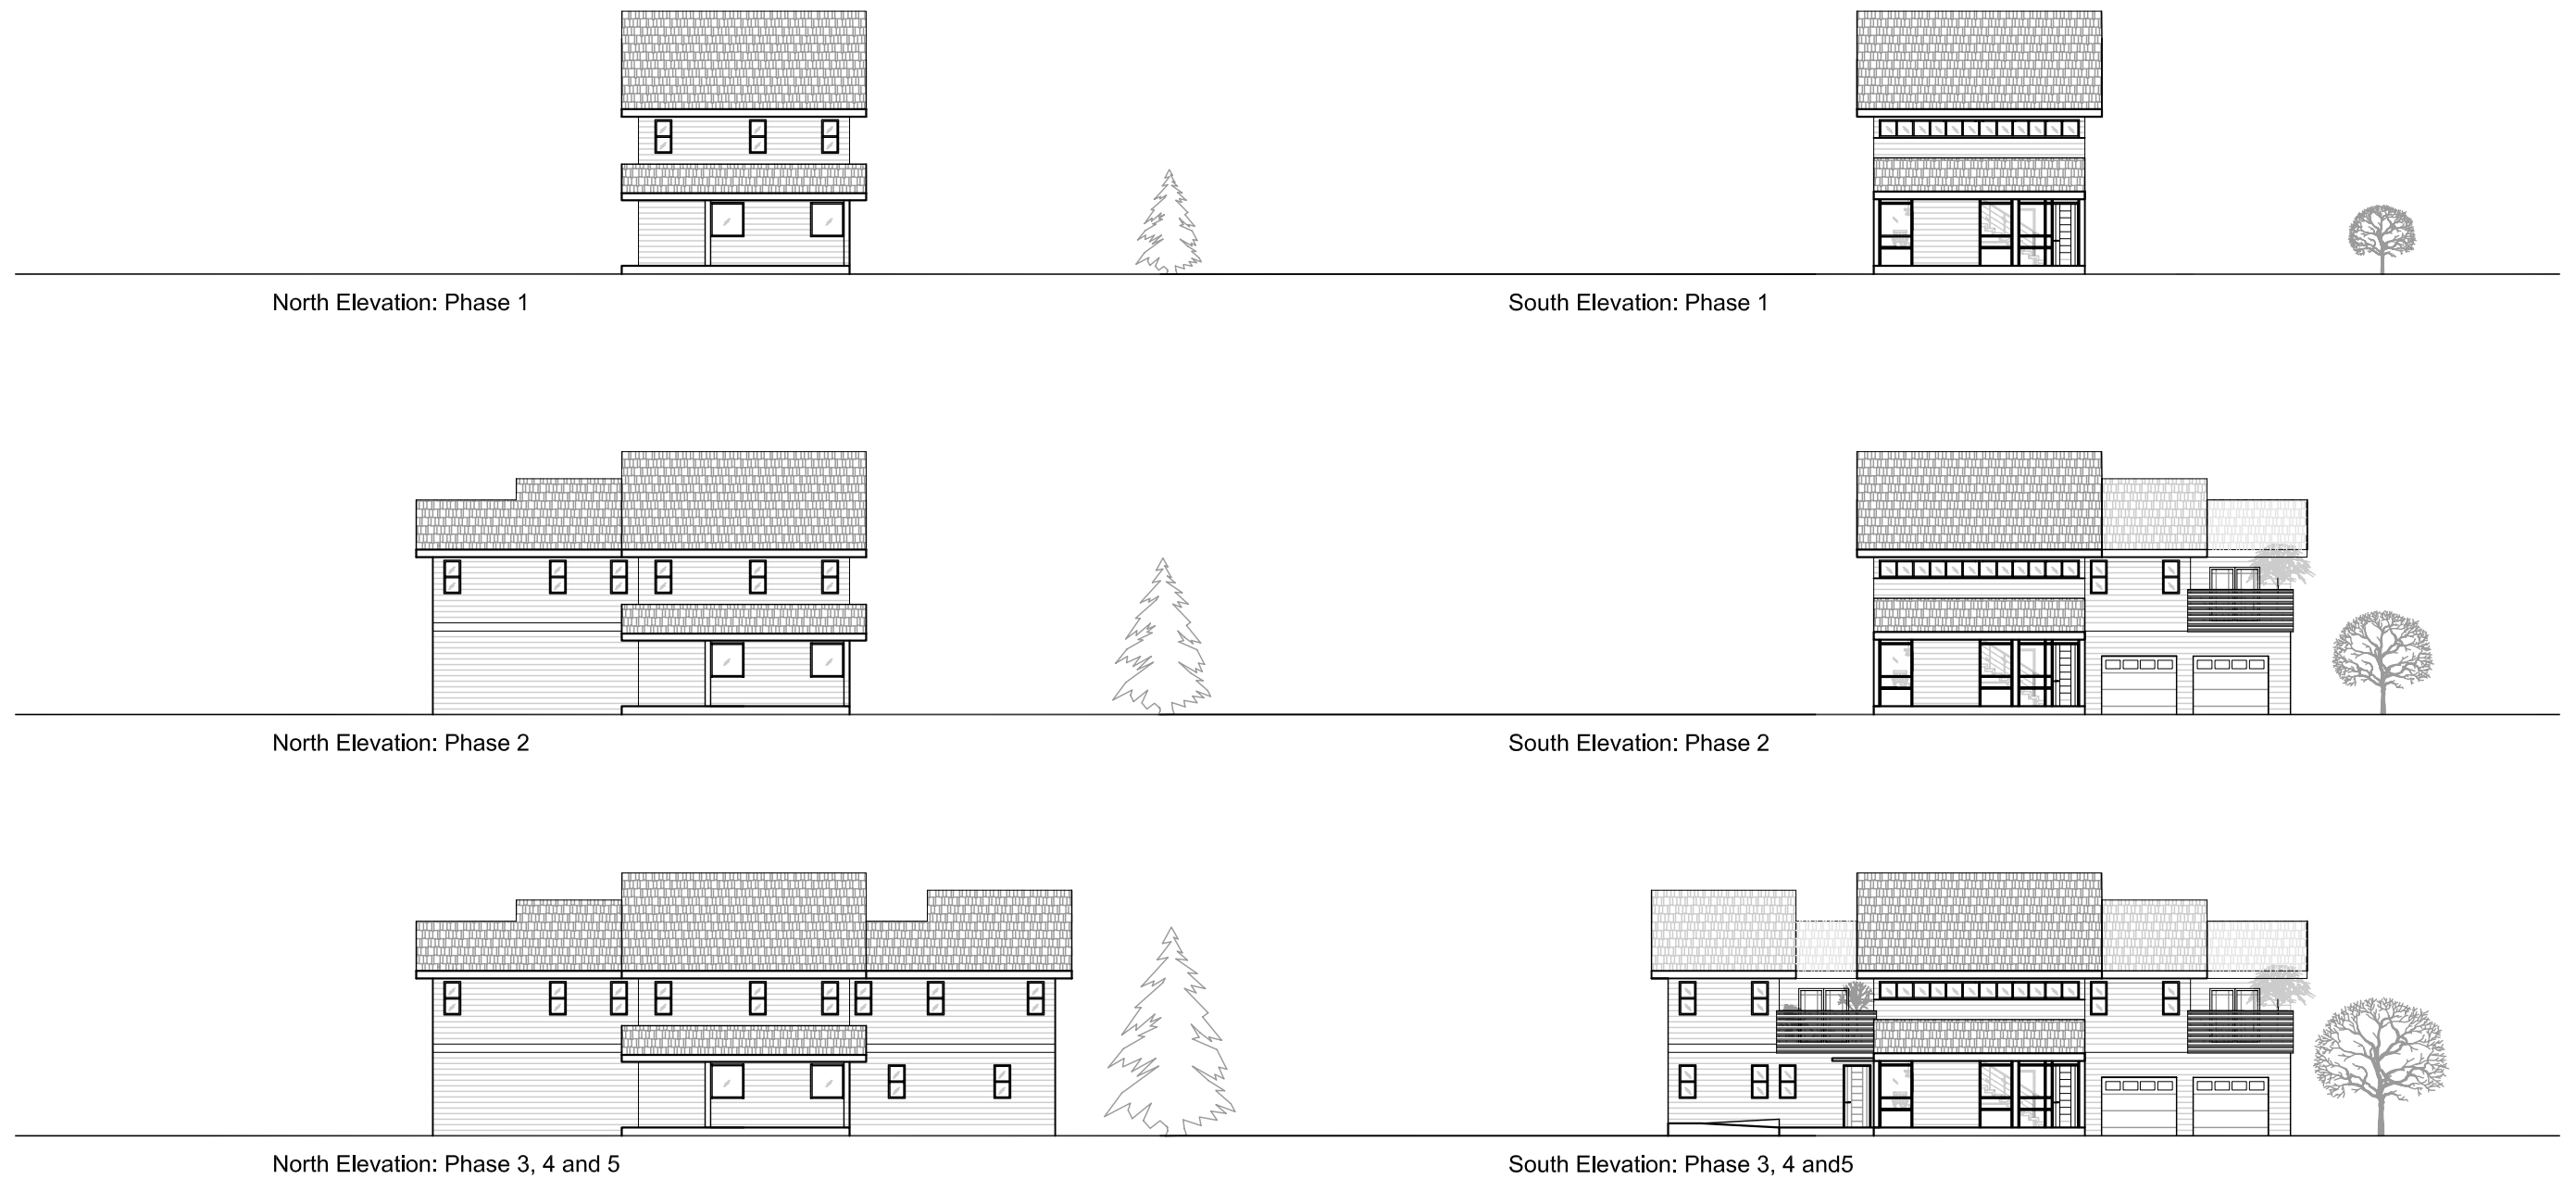 North Elevation: Phase 1
South Elevation: Phase 1
North Elevation: Phase 2
South Elevation: Phase 2
North Elevation: Phase 3, 4 and 5
South Elevation: Phase 3, 4 and5